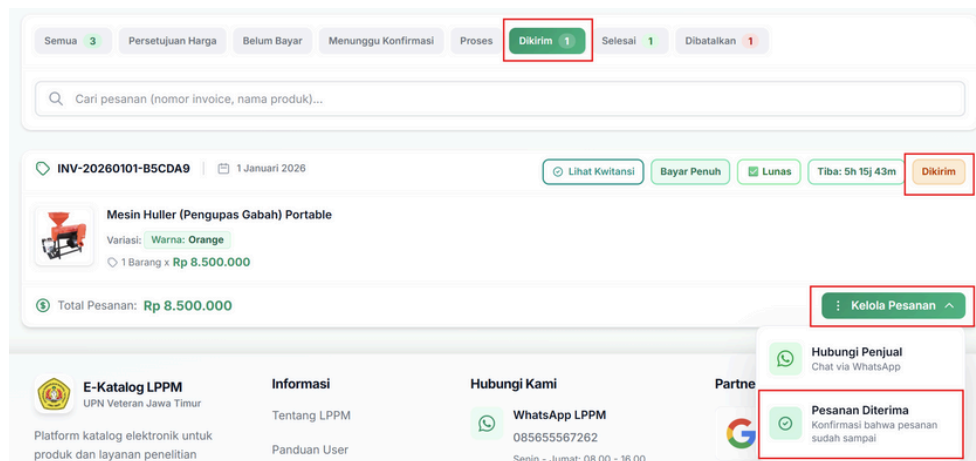 Semua 3 Persetujuan Harga Belum Bayar Menunggu Konfirmasi Proses Dikirim 1 Selesai 1 Dibatalkan 1
Cari pesanan (nomor invoice, nama produk)...
INV-20260101-B5CDA9 1 Januari 2026 Lihat Kwitansi Bayar Penuh Lunas Tiba: 5h 15j 43m Dikirim
Mesin Huller (Pengupas Gabah) Portable
Variasi: Warna: Orange
1 Barang x Rp 8.500.000
Total Pesanan: Rp 8.500.000 Kelola Pesanan
Hubungi Penjual
Chat via WhatsApp
Pesanan Diterima
Konfirmasi bahwa pesanan
sudah sampai
E-Katalog LPPM
UPN Veteran Jawa Timur
Platform katalog elektronik untuk
produk dan layanan penelitian
Informasi
Tentang LPPM
Panduan User
Hubungi Kami
WhatsApp LPPM
085655567262
Senin - Jumat: 08.00 - 16.00
Partne